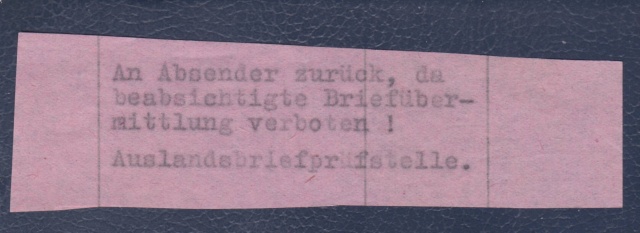 An Absender zurück, da
beabsichtigte Briefüber-
mittlung verboten !
Auslandsbriefprüfstelle.